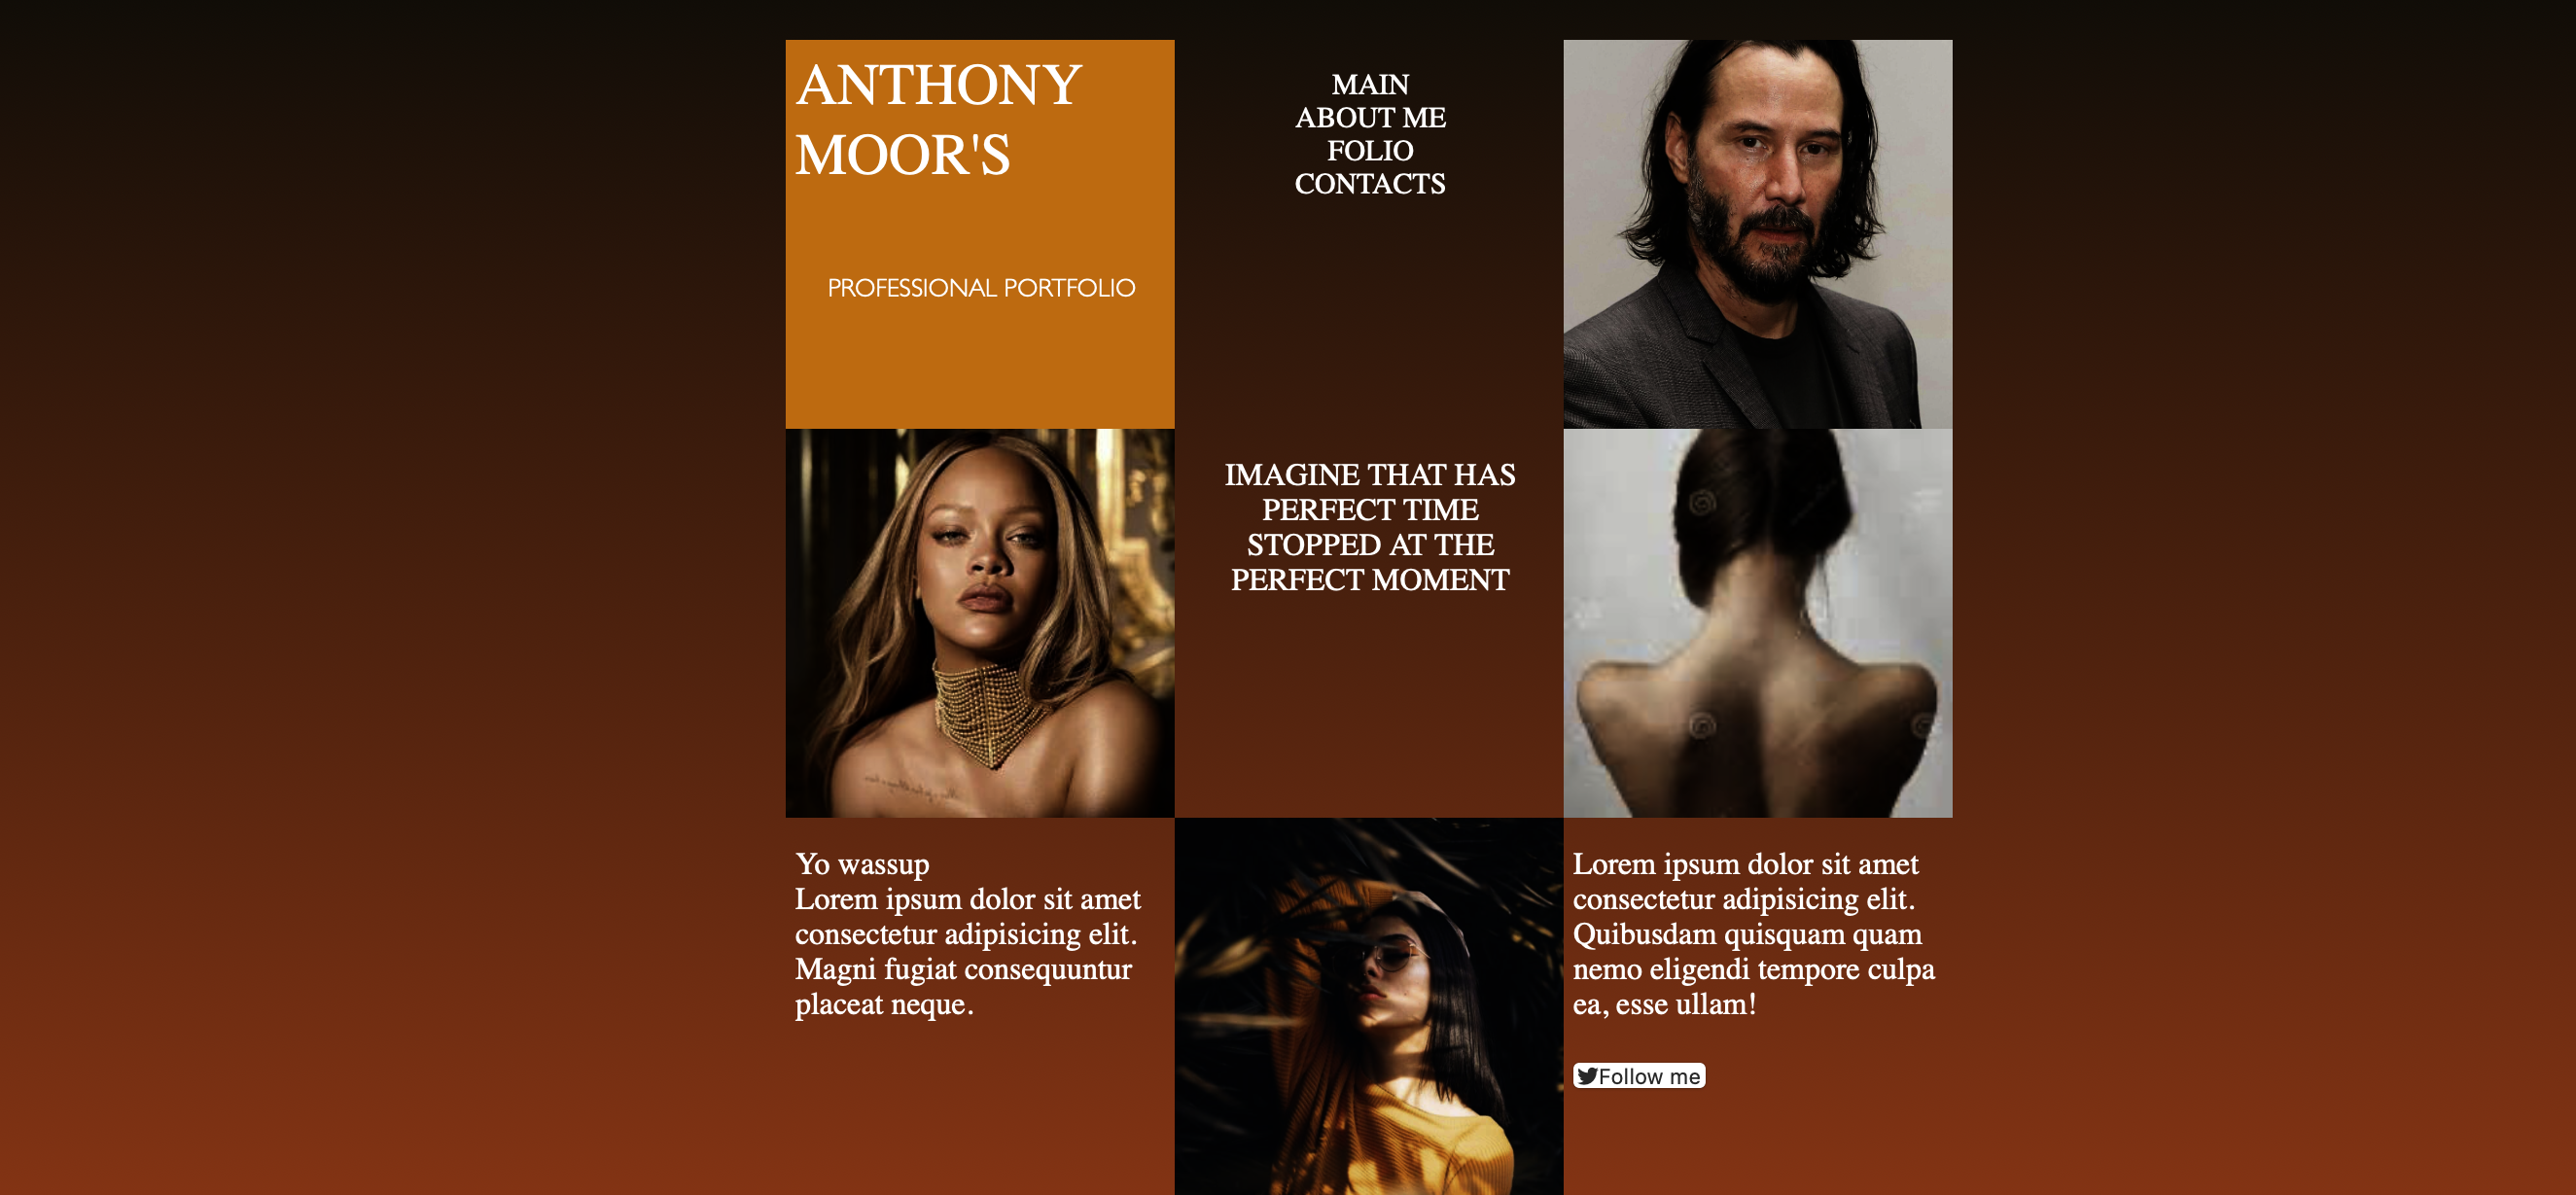 ANTHONY
MOOR'S
PROFESSIONAL PORTFOLIO
MAIN
ABOUT ME
FOLIO
CONTACTS
IMAGINE THAT HAS
PERFECT TIME
STOPPED AT THE
PERFECT MOMENT
Yo wassup
Lorem ipsum dolor sit amet
consectetur adipisicing elit.
Magni fugiat consequuntur
placeat neque.
Lorem ipsum dolor sit amet
consectetur adipisicing elit.
Quibusdam quisquam quam
nemo eligendi tempore culpa
ea, esse ullam!
Follow me